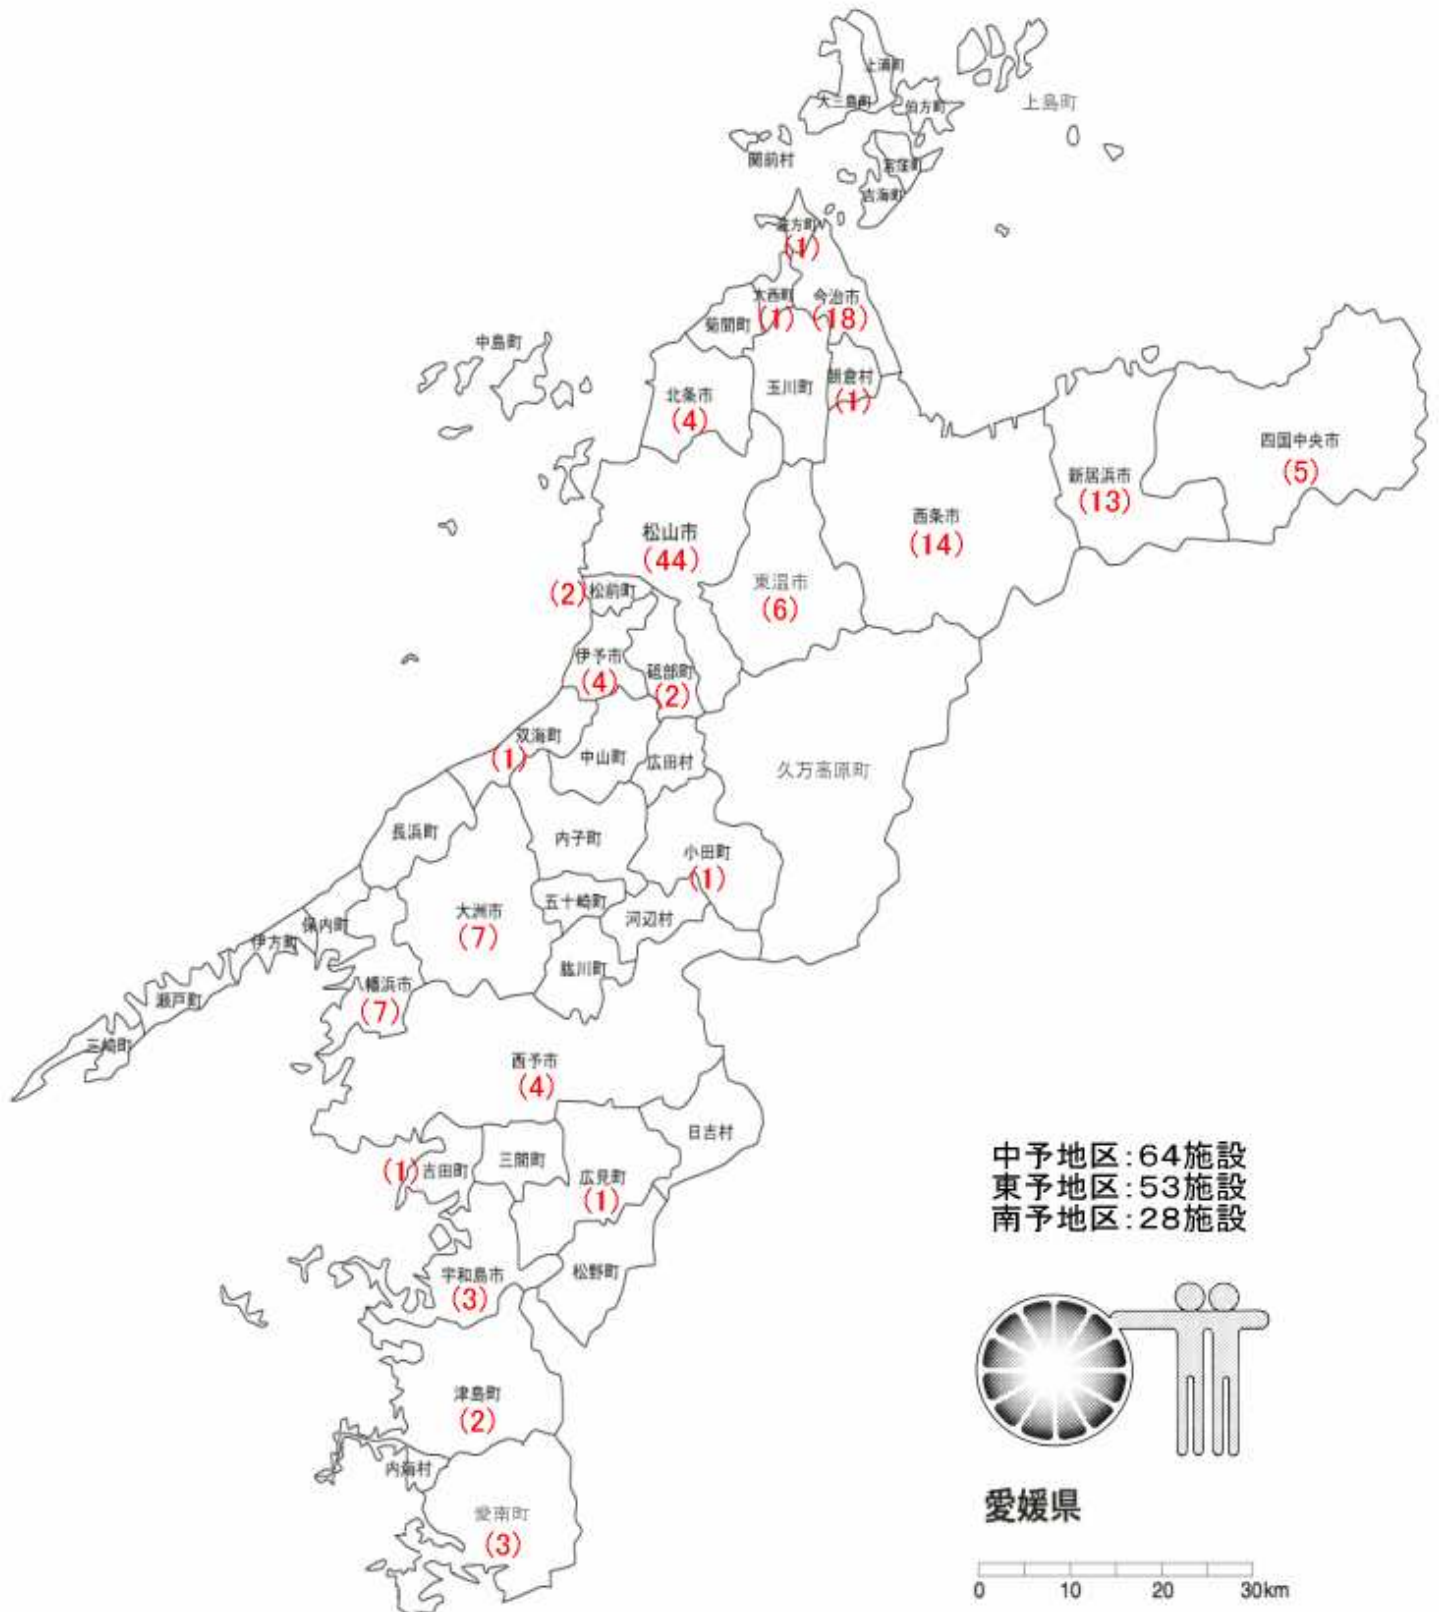 上浦町
大三島町
伯方町
上島町
関前村
宮窪町
吉海町
波方町
(1)
大西町
(1)
今治市
(18)
菊間町
中島町
北条市
(4)
玉川町
朝倉村
(1)
四国中央市
(5)
新居浜市
(13)
西条市
(14)
松山市
(44)
東温市
(6)
(2)
松前町
伊予市
(4)
砥部町
(2)
双海町
(1)
中山町
広田村
久万高原町
長浜町
内子町
小田町
(1)
大洲市
(7)
五十崎町
河辺村
保内町
伊方町
肱川町
瀬戸町
八幡浜市
(7)
三崎町
西予市
(4)
日吉村
(1)
吉田町
三間町
広見町
(1)
中予地区:64施設
東予地区:53施設
南予地区:28施設
宇和島市
(3)
松野町
津島町
(2)
内海村
愛南町
(3)
愛媛県
0 10 20 30km